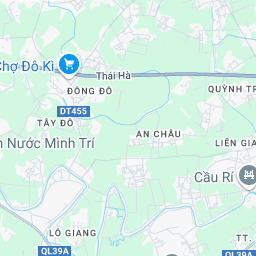 Chợ Đô Kì
Thái Hà
ĐÔNG ĐÔ
QUỲNH TR
DT455
TÂY ĐÔ
AN CHÂU
Nước Mình Trí
LIÊN GIA
Cầu Rí
LÔ GIANG
QL39A
QL39A
TT.